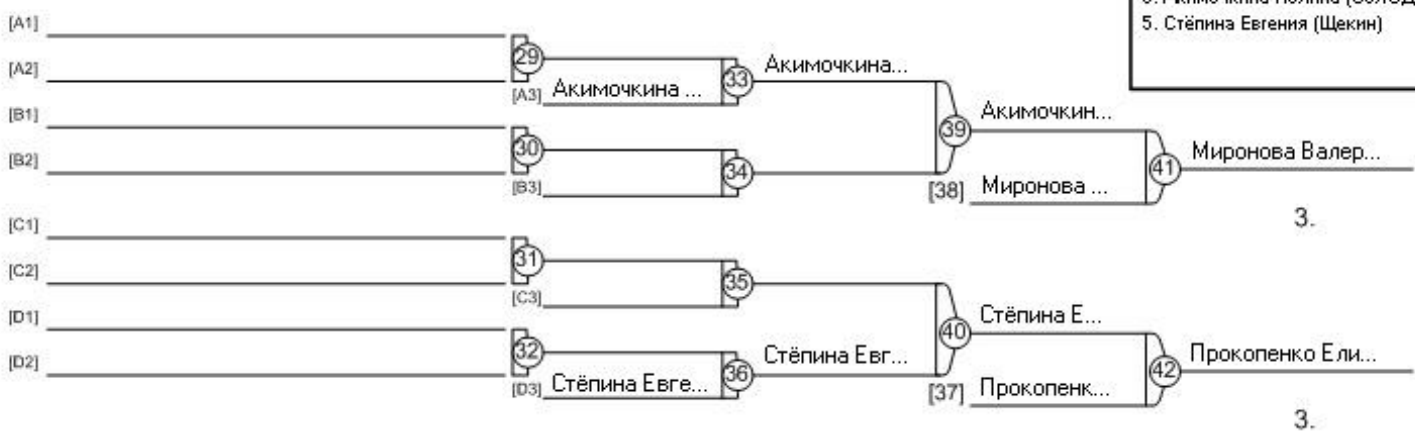 5. Стёпина Евгения (Щекин)
[A1]
[A2]
29
Акимочкина...
33
[A3] Акимочкина ...
[B1]
Акимочкин...
39
30
[B2]
Миронова Валер...
34
41
[B3]
[38] Миронова ...
3.
[C1]
31
[C2]
35
[C3]
[D1]
Стёпина Е...
40
32
Стёпина Евг...
Прокопенко Ели...
[D2]
36
42
[D3] Стёпина Евге...
[37] Прокопенк...
3.